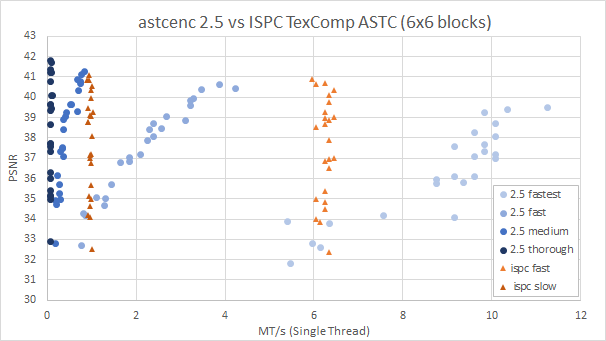 astcenc 2.5 vs ISPC TexComp ASTC (6x6 blocks)
43
42
41
40
39
38
37
36
35
34
33
32
31
30
PSNR
0
2
4
6
8
10
12
MT/s (Single Thread)
2.5 fastest
2.5 fast
2.5 medium
2.5 thorough
ispc fast
ispc slow